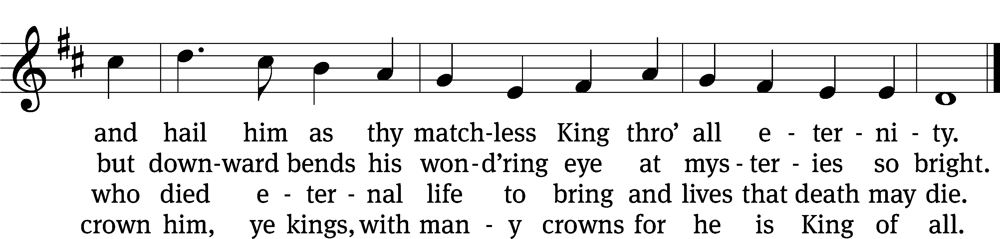 and hail him as thy match-less King thro’ all e - ter - ni - ty.
but down-ward bends his won-d’ring eye at mys - ter - ies so bright.
who died e - ter - nal life to bring and lives that death may die.
crown him, ye kings, with man - y crowns for he is King of all.